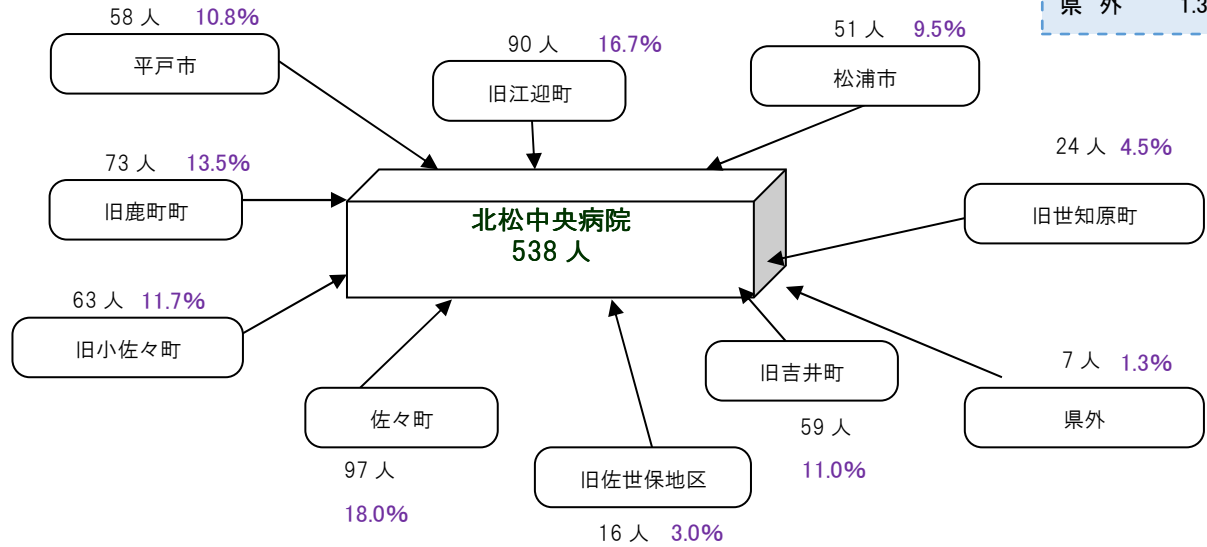 県 外 1.3
58 人 10.8%
平戸市
90 人 16.7%
旧江迎町
51 人 9.5%
松浦市
73 人 13.5%
旧鹿町町
24 人 4.5%
旧世知原町
北松中央病院
538 人
63 人 11.7%
旧小佐々町
佐々町
97 人
18.0%
旧佐世保地区
16 人 3.0%
旧吉井町
59 人
11.0%
7 人 1.3%
県外